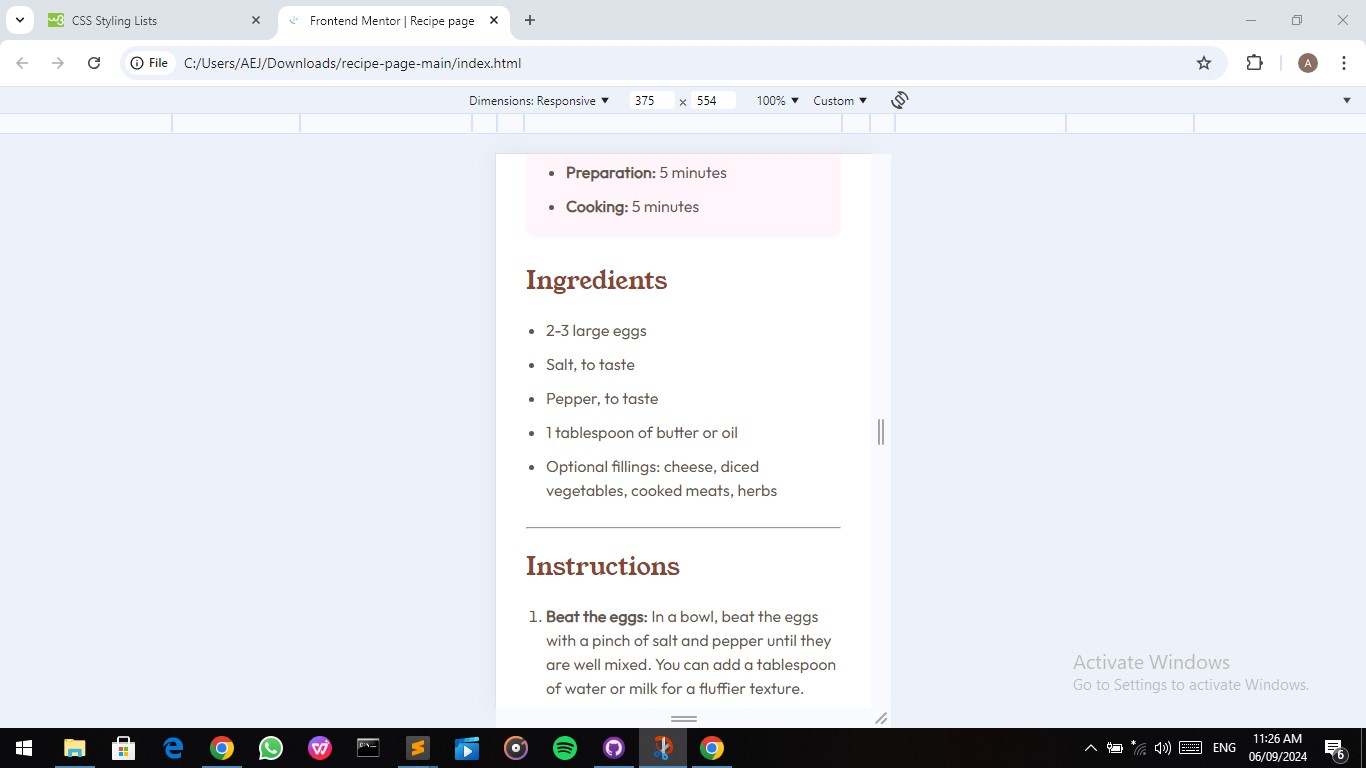 CSS Styling Lists
Frontend Mentor | Recipe page
File
C:/Users/AEJ/Downloads/recipe-page-main/index.html
A
Dimensions: Responsive
375
×
554
100%
Custom
Preparation: 5 minutes
Cooking: 5 minutes
Ingredients
2-3 large eggs
Salt, to taste
Pepper, to taste
1 tablespoon of butter or oil
Optional fillings: cheese, diced
vegetables, cooked meats, herbs
Instructions
1. Beat the eggs: In a bowl, beat the eggs
with a pinch of salt and pepper until they
are well mixed. You can add a tablespoon
of water or milk for a fluffier texture.
Activate Windows
Go to Settings to activate Windows.
ENG
11:26 AM
06/09/2024
6